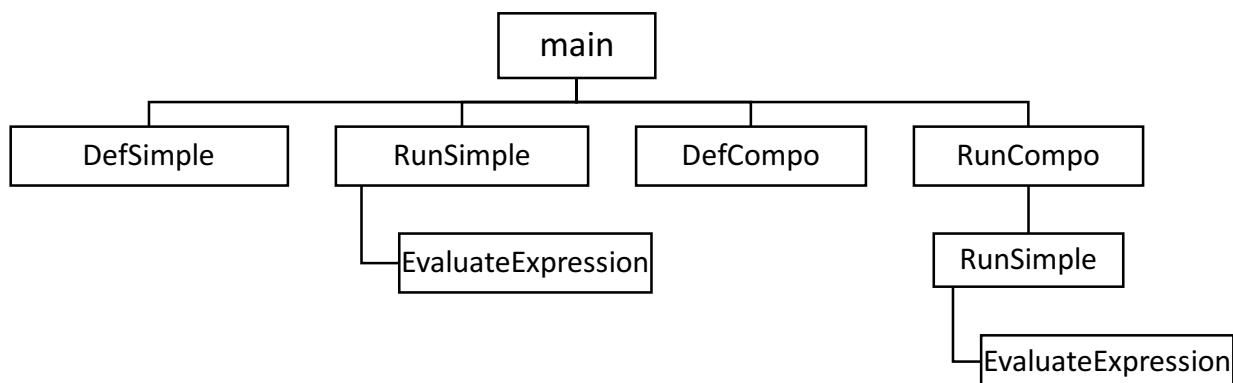 main
DefSimple
RunSimple
DefCompo
RunCompo
EvaluateExpression
RunSimple
EvaluateExpression